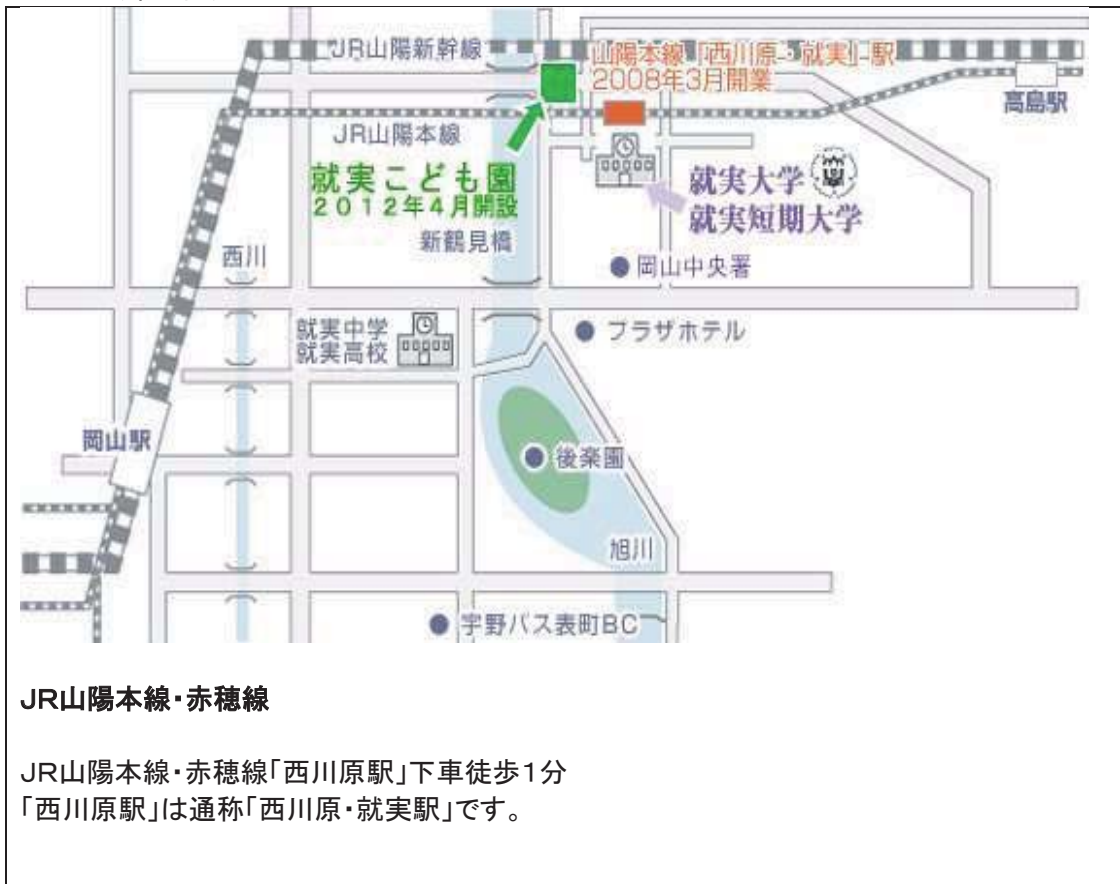 JR山陽新幹線
山陽本線「西川原・就実」駅
2008年3月開業
高島駅
JR山陽本線
就実こども園
2012年4月開設
就実大学
就実短期大学
新鶴見橋
西川
岡山中央署
就実中学
就実高校
プラザホテル
岡山駅
後楽園
旭川
宇野バス表町BC
JR山陽本線・赤穂線
JR山陽本線・赤穂線「西川原駅」下車徒歩1分
「西川原駅」は通称「西川原・就実駅」です。